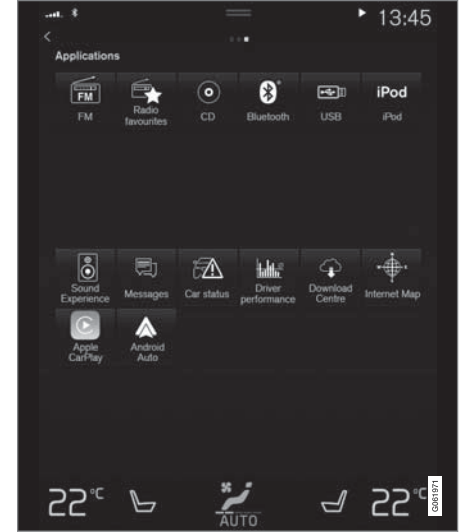 13:45
Applications
FM
FM
Radio
favourites
CD
Bluetooth
USB
iPod
iPod
Sound
Experience
Messages
Car status
Driver
performance
Download
Centre
Internet Map
Apple
CarPlay
Android
Auto
22°C
AUTO
22°C
G061971